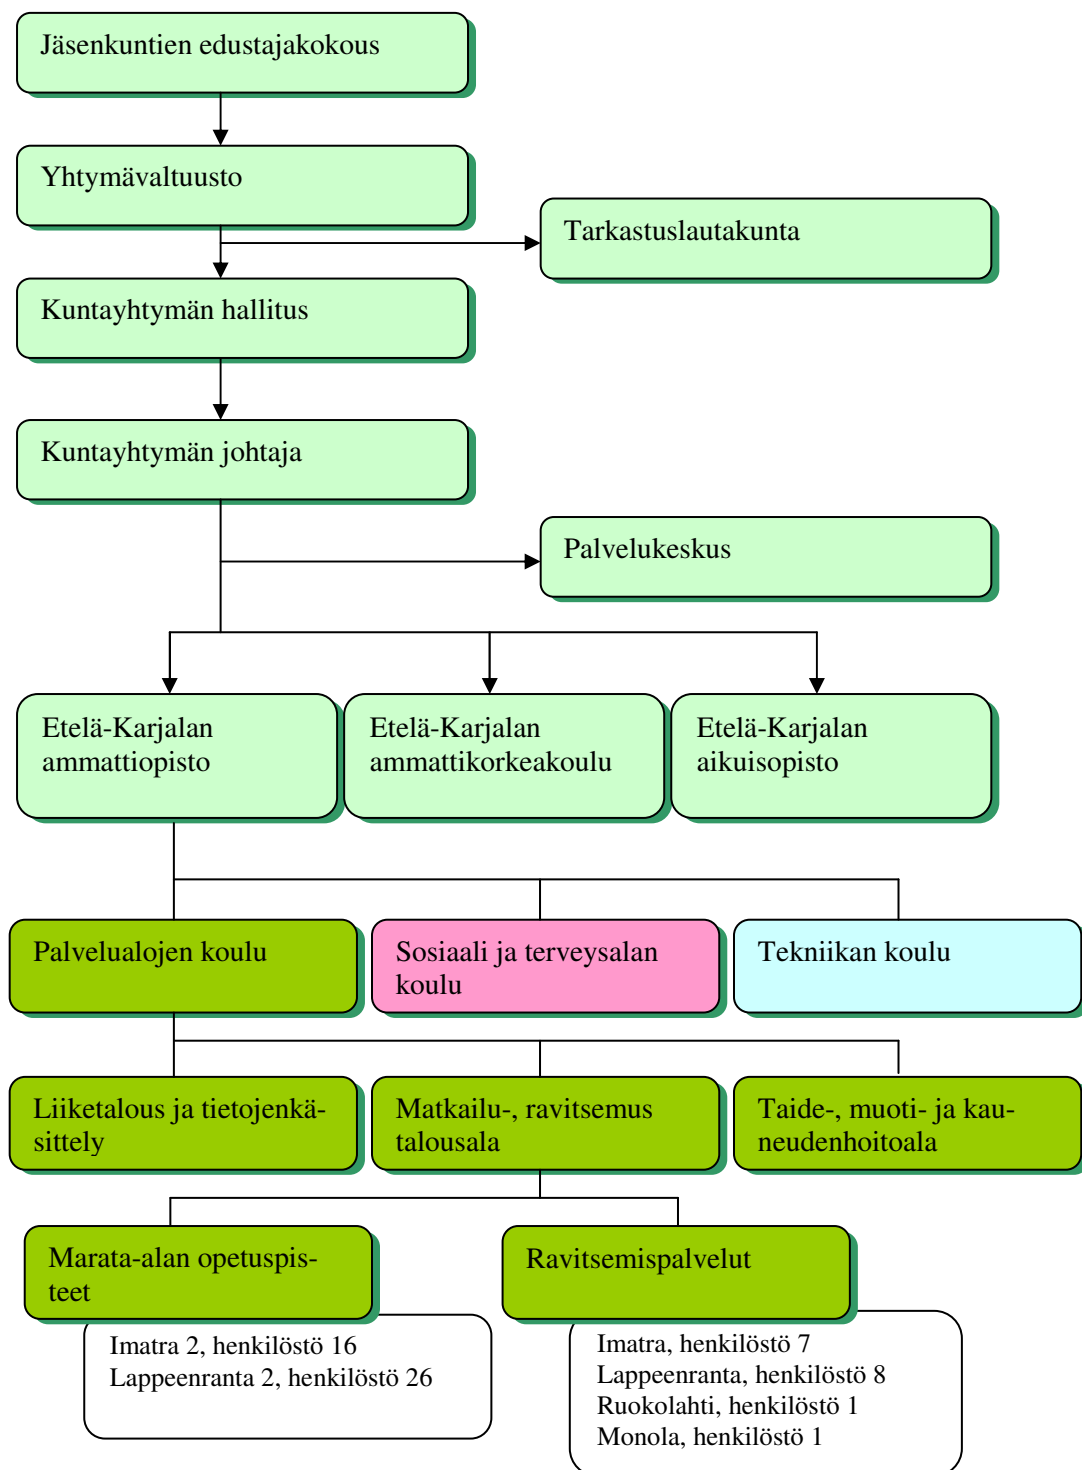 Jäsenkuntien edustajakokous
Yhtymävaltuusto
Tarkastuslautakunta
Kuntayhtymän hallitus
Kuntayhtymän johtaja
Palvelukeskus
Etelä-Karjalan
ammattiopisto
Etelä-Karjalan
ammattikorkeakoulu
Etelä-Karjalan
aikuisopisto
Palvelualojen koulu
Sosiaali ja terveysalan
koulu
Tekniikan koulu
Liiketalous ja tietojenkä-
sittely
Matkailu-, ravitsemus
talousala
Taide-, muoti- ja kau-
neudenhoitoala
Marata-alan opetuspis-
teet
Imatra 2, henkilöstö 16
Lappeenranta 2, henkilöstö 26
Ravitsemispalvelut
Imatra, henkilöstö 7
Lappeenranta, henkilöstö 8
Ruokolahti, henkilöstö 1
Monola, henkilöstö 1